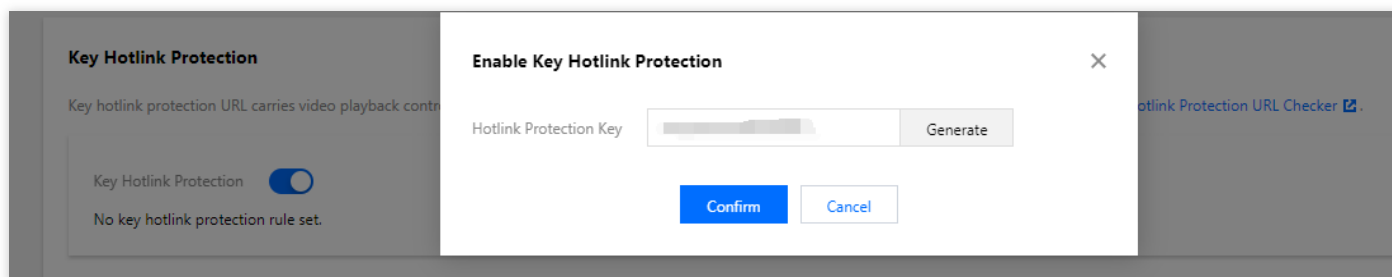 Key Hotlink Protection
Key hotlink protection URL carries video playback
otlink Protection URL Checker .
Key Hotlink Protection
No key hotlink protection rule set.
Enable Key Hotlink Protection
Hotlink Protection Key
Generate
Confirm
Cancel